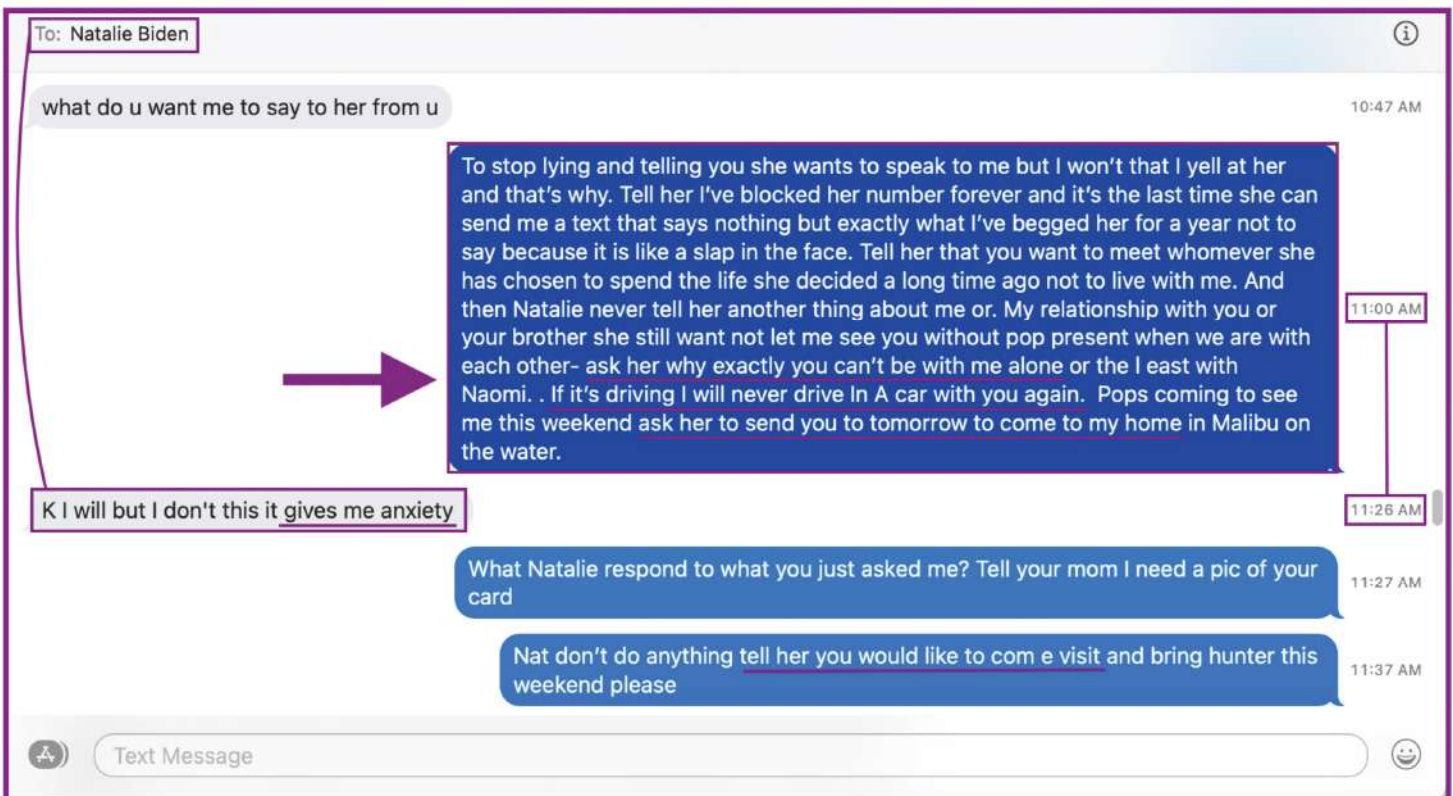 To: Natalie Biden
what do u want me to say to her from u
10:47 AM
To stop lying and telling you she wants to speak to me but I won't that I yell at her
and that's why. Tell her I've blocked her number forever and it's the last time she can
send me a text that says nothing but exactly what I've begged her for a year not to
say because it is like a slap in the face. Tell her that you want to meet whomever she
has chosen to spend the life she decided a long time ago not to live with me. And
then Natalie never tell her another thing about me or. My relationship with you or
your brother she still want not let me see you without pop present when we are with
each other- ask her why exactly you can't be with me alone or the l east with
Naomi. . If it's driving I will never drive In A car with you again. Pops coming to see
me this weekend ask her to send you to tomorrow to come to my home in Malibu on
the water.
11:00 AM
K I will but I don't this it gives me anxiety
11:26 AM
What Natalie respond to what you just asked me? Tell your mom I need a pic of your
card
11:27 AM
Nat don't do anything tell her you would like to com e visit and bring hunter this
weekend please
11:37 AM
Text Message